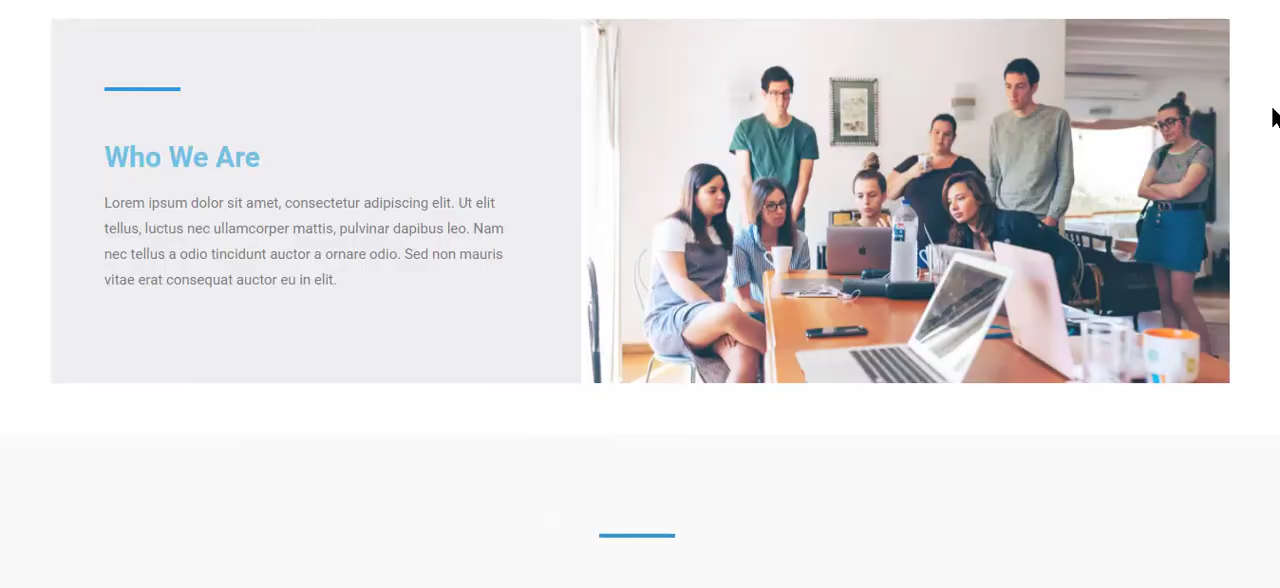 Who We Are
Lorem ipsum dolor sit amet, consectetur adipiscing elit. Ut elit
tellus, luctus nec ullamcorper mattis, pulvinar dapibus leo. Nam
nec tellus a odio tincidunt auctor a ornare odio. Sed non mauris
vitae erat consequat auctor eu in elit.